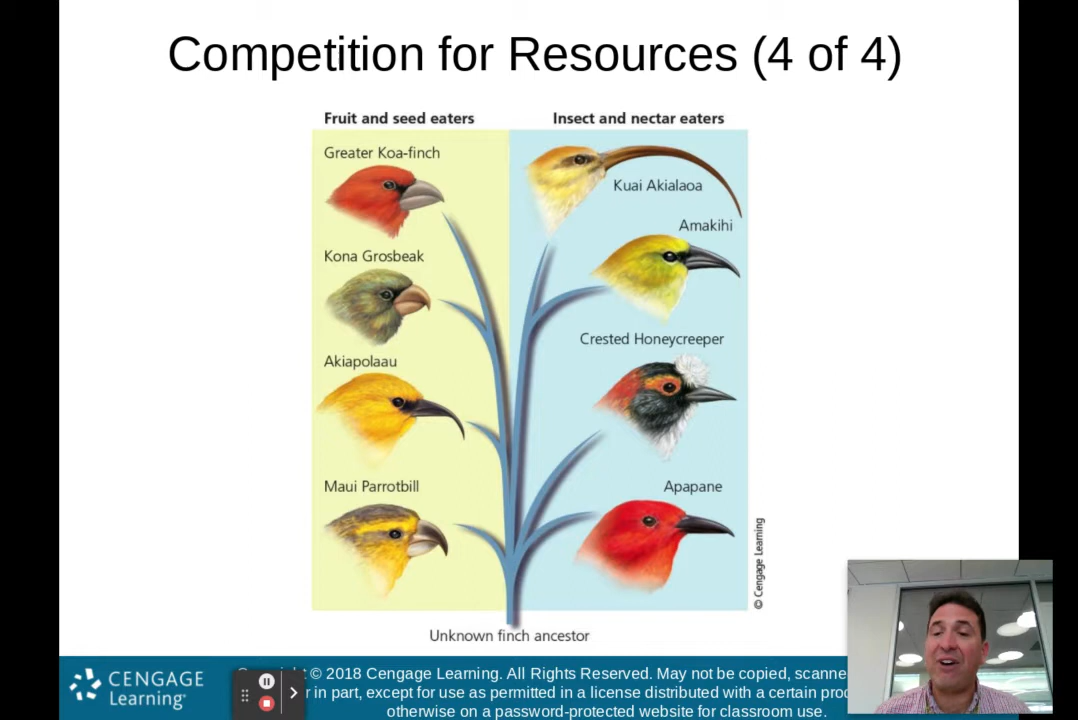 Competition for Resources (4 of 4)
Fruit and seed eaters
Insect and nectar eaters
Greater Koa-finch
Kuai Akialaoa
Amakihi
Kona Grosbeak
Crested Honeycreeper
Akiapolaau
Maui Parrotbill
Apapane
© Cengage Learning
Unknown finch ancestor
CENGAGE
Learning
© 2018 Cengage Learning. All Rights Reserved. May not be copied,
in part, except for use as permitted in a license distributed with a certain
otherwise on a password-protected website for classroom use.